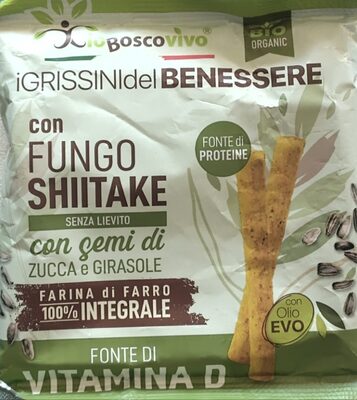 ioBoscovivo®
BIO
ORGANIC
iGRISSINIdel BENESSERE
con
FUNGO
SHIITAKE
SENZA LIEVITO
con semi di
ZUCCA e GIRASOLE
FARINA di FARRO
100% INTEGRALE
FONTE di
PROTEINE
con
Olio
EVO
FONTE DI
VITAMINA D